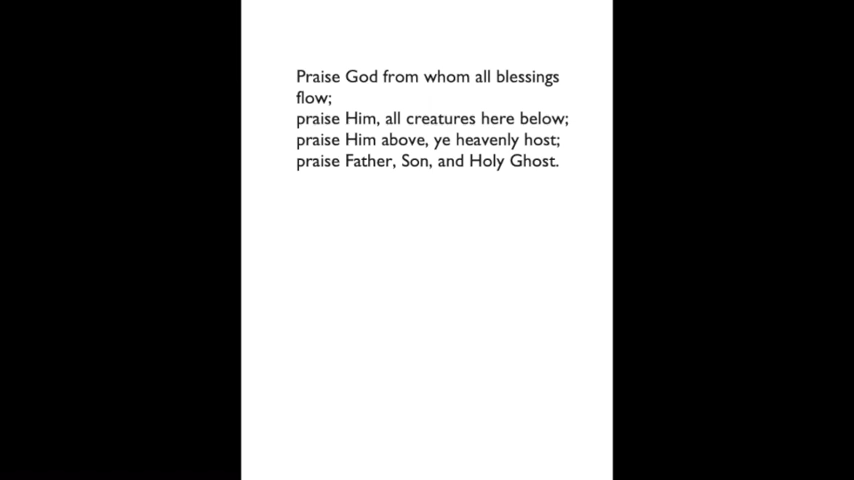 Praise God from whom all blessings
flow;
praise Him, all creatures here below;
praise Him above, ye heavenly host;
praise Father, Son, and Holy Ghost.